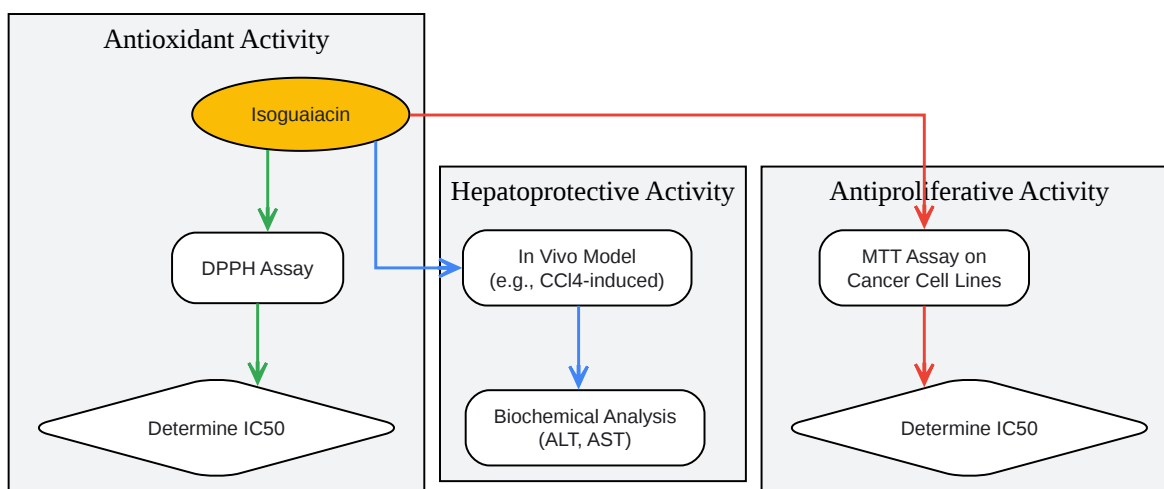 Antioxidant Activity
Isoguaiacin
DPPH Assay
Determine IC50
Hepatoprotective Activity
In Vivo Model
(e.g., CCl4-induced)
Biochemical Analysis
(ALT, AST)
Antiproliferative Activity
MTT Assay on
Cancer Cell Lines
Determine IC50